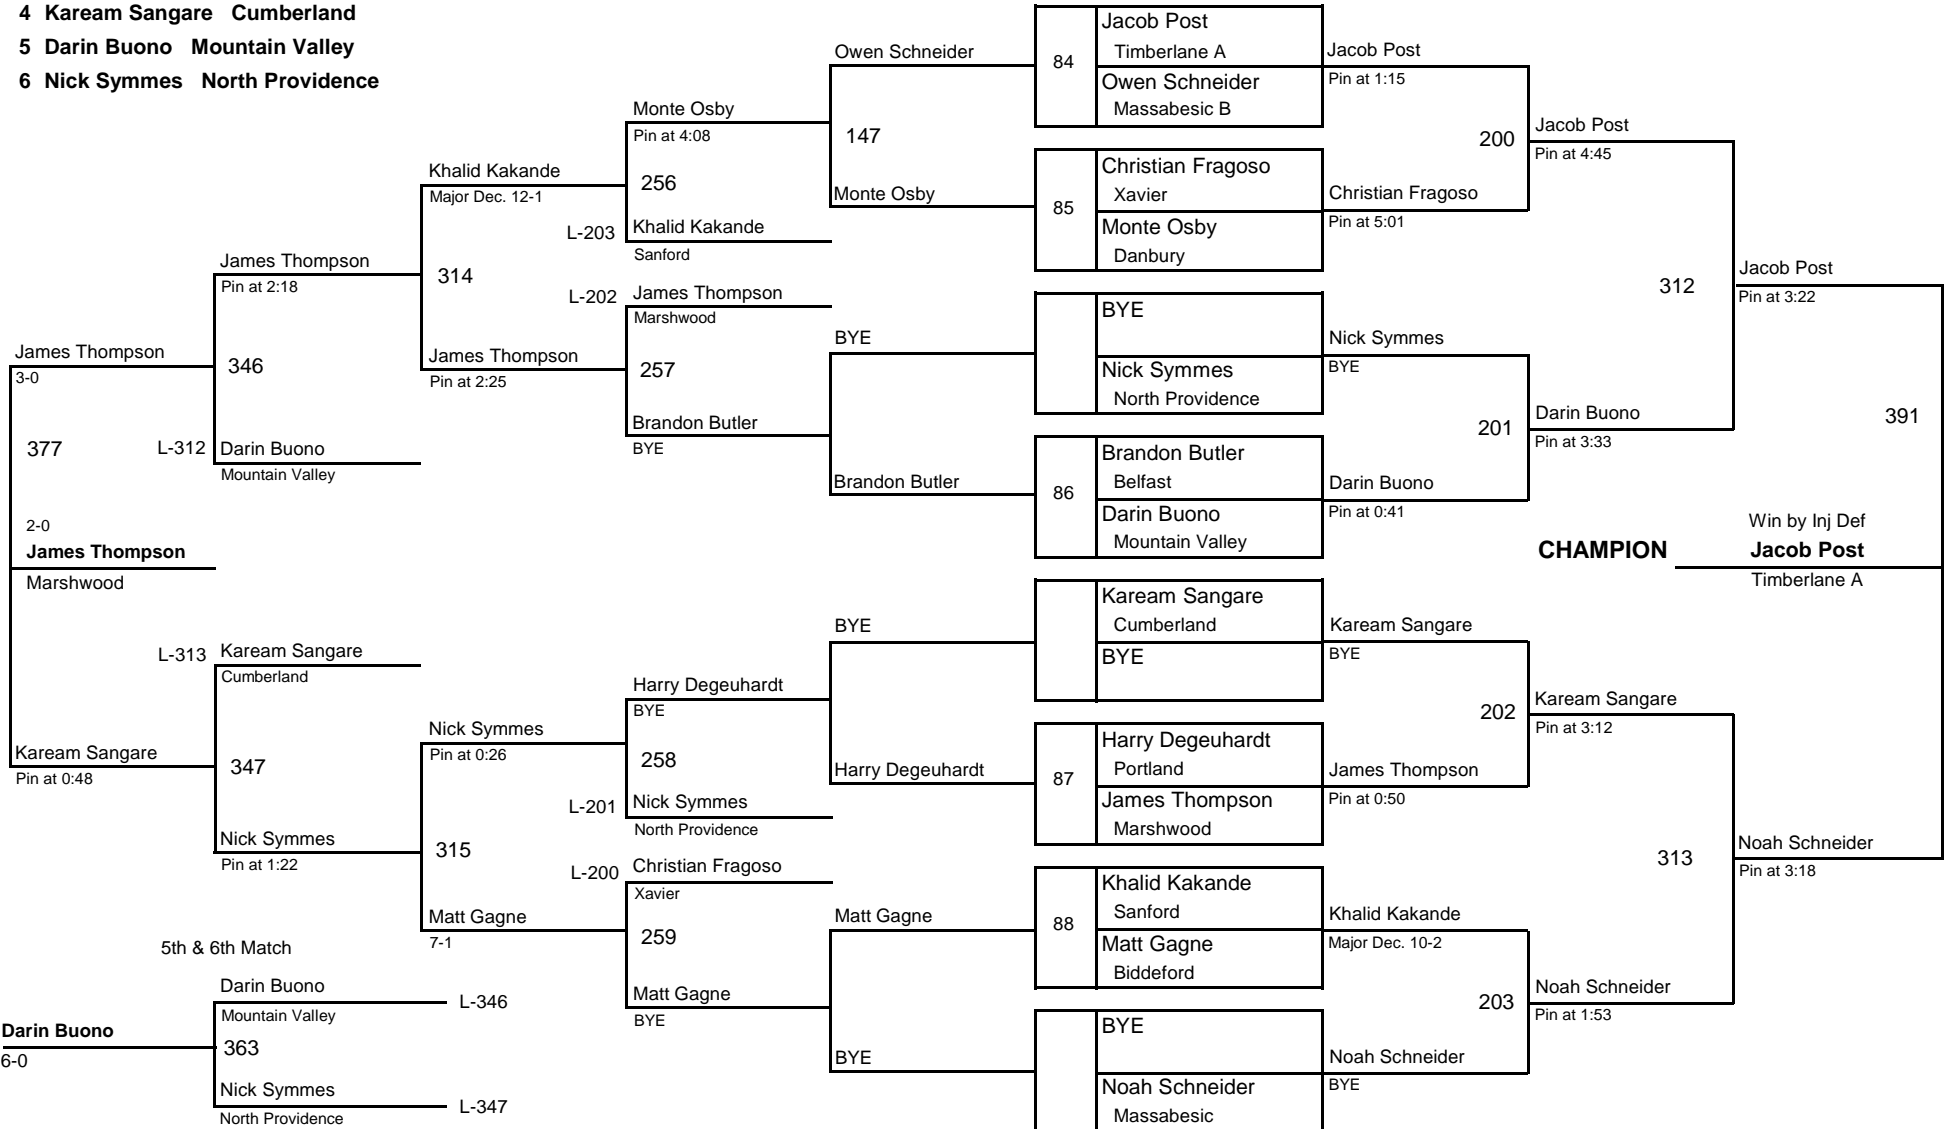 4 Karean Sangare Cumberland
5 Darin Buono Mountain Valley
6 Nick Symmes North Providence
Jacob Post
Timberlane A
84
Owen Schneider
Massabesic B
Christian Fragoso
Xavier
85
Monte Osby
Danbury
BYE
Nick Symmes
North Providence
Brandon Butler
Belfast
86
Darin Buono
Mountain Valley
Kaream Sangare
Cumberland
BYE
Harry Degeuhardt
Portland
87
James Thompson
Marshwood
Khalid Kakande
Sanford
88
Matt Gagne
Biddeford
BYE
Noah Schneider
Massabesic
Jacob Post
Pin at 1:15
200
Christian Fragoso
Pin at 5:01
Nick Symmes
BYE
201
Darin Buono
Pin at 0:41
Kaream Sangare
BYE
202
James Thompson
Pin at 0:50
Khalid Kakande
Major Dec. 10-2
203
Noah Schneider
BYE
Jacob Post
Pin at 4:45
312
Darin Buono
Pin at 3:33
Kaream Sangare
Pin at 3:12
313
Noah Schneider
Pin at 1:53
Jacob Post
Pin at 3:22
391
Noah Schneider
Pin at 3:18
Win by Inj Def
CHAMPION Jacob Post
Timberlane A
Owen Schneider
147
Monte Osby
BYE
Brandon Butler
BYE
Harry Degeuhardt
Matt Gagne
BYE
Monte Osby
Pin at 4:08
256
L-203 Khalid Kakande
Sanford
L-202 James Thompson
Marshwood
257
Brandon Butler
BYE
Harry Degeuhardt
BYE
258
L-201 Nick Symmes
North Providence
L-200 Christian Fragoso
Xavier
259
Matt Gagne
BYE
Khalid Kakande
Major Dec. 12-1
314
James Thompson
Pin at 2:25
Nick Symmes
Pin at 0:26
315
Matt Gagne
7-1
James Thompson
Pin at 2:18
346
L-312 Darin Buono
Mountain Valley
L-313 Kaream Sangare
Cumberland
347
Nick Symmes
Pin at 1:22
James Thompson
3-0
377
2-0
James Thompson
Marshwood
Kaream Sangare
Pin at 0:48
5th & 6th Match
Darin Buono
L-346
Mountain Valley
Darin Buono
363
6-0
Nick Symmes
L-347
North Providence